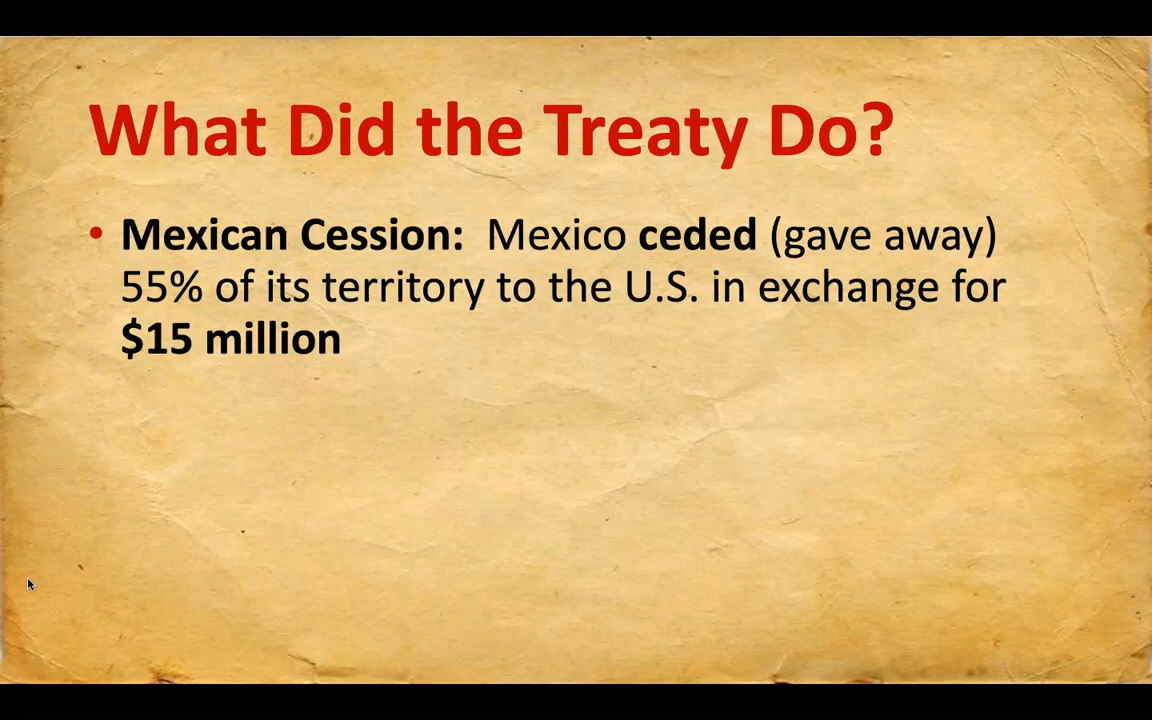 What Did the Treaty Do?
• Mexican Cession: Mexico ceded (gave away)
55% of its territory to the U.S. in exchange for
$15 million